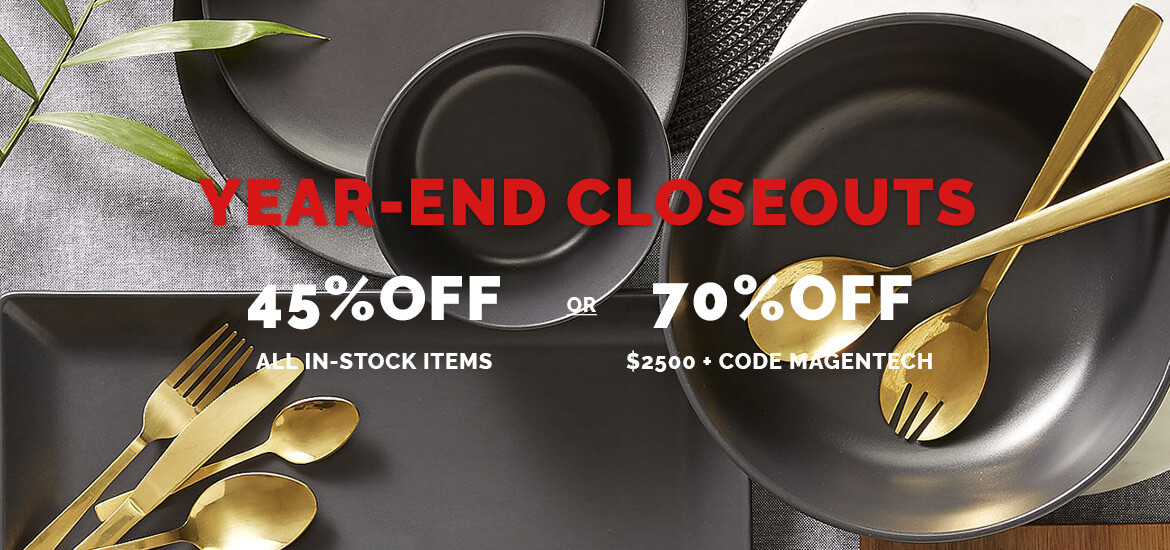 YEAR-END CLOSEOUTS
45%OFF OR 70%OFF
ALL IN-STOCK ITEMS
$2500 + CODE MAGENTECH